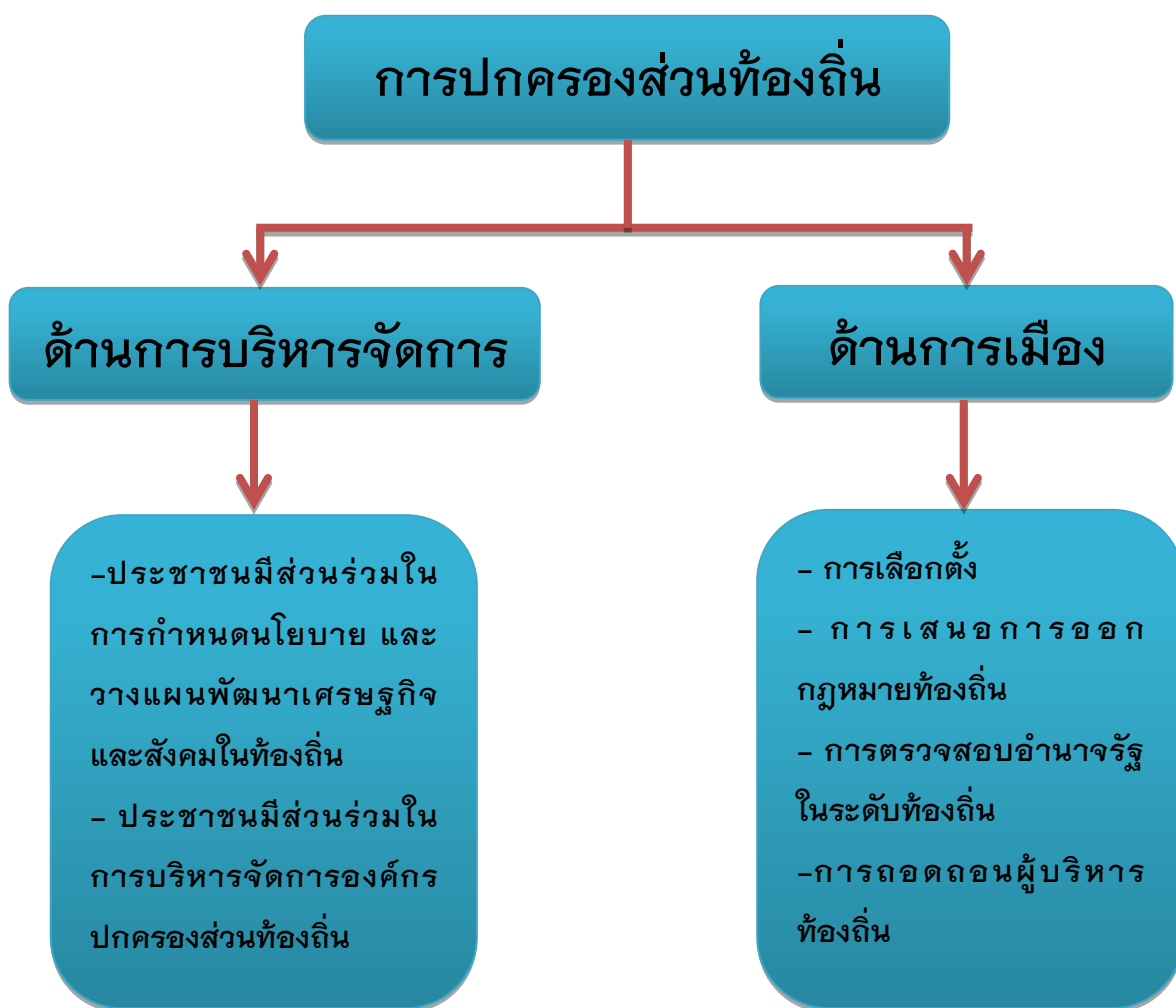 การปกครองส่วนท้องถิ่น
ด้านการบริหารจัดการ
ด้านการเมือง
-ประชาชนมีส่วนร่วมใน
การกำหนดนโยบาย และ
วางแผนพัฒนาเศรษฐกิจ
และสังคมในท้องถิ่น
- ประชาชนมีส่วนร่วมใน
การบริหารจัดการองค์กร
ปกครองส่วนท้องถิ่น
- การเลือกตั้ง
- การเสนอการออก
กฎหมายท้องถิ่น
- การตรวจสอบอำนาจรัฐ
ในระดับท้องถิ่น
-การถอดถอนผู้บริหาร
ท้องถิ่น